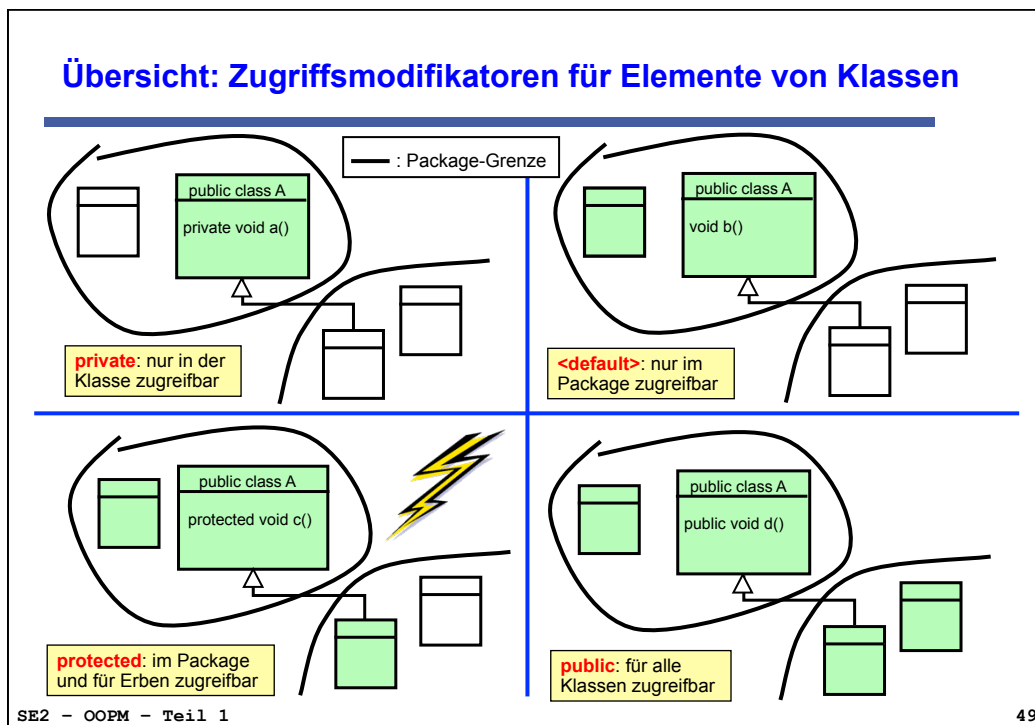 Übersicht: Zugriffsmodifikatoren für Elemente von Klassen
: Package-Grenze
public class A
private void a()
private: nur in der
Klasse zugreifbar
public class A
void b()
<default>: nur im
Package zugreifbar
public class A
protected void c()
protected: im Package
und für Erben zugreifbar
public class A
public void d()
public: für alle
Klassen zugreifbar
SE2 – OOPM – Teil 1
49